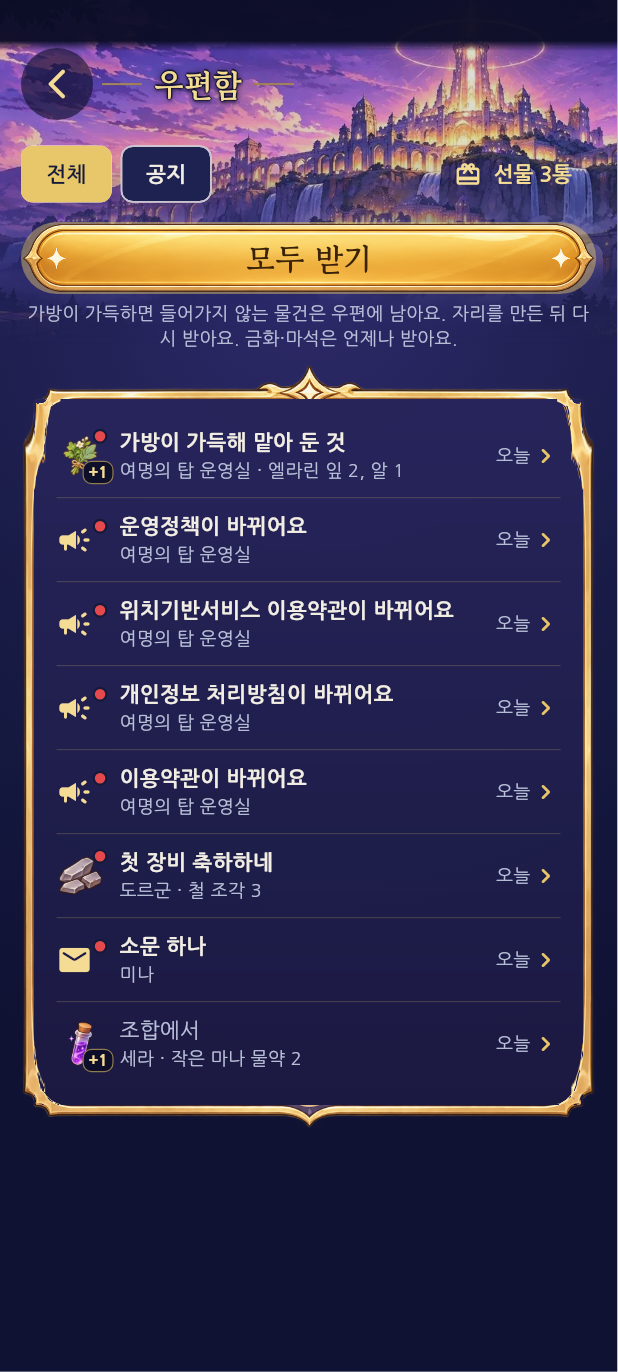 우편함
전체
공지
선물 3통
모두 받기
가방이 가득하면 들어가지 않는 물건은 우편에 남아요. 자리를 만든 뒤 다
시 받아요. 금화·마석은 언제나 받아요.
가방이 가득해 맡아 둔 것
+1
여명의 탑 운영실 · 엘라린 잎 2, 알 1
오늘
운영정책이 바뀌어요
여명의 탑 운영실
오늘
위치기반서비스 이용약관이 바뀌어요
여명의 탑 운영실
오늘
개인정보 처리방침이 바뀌어요
여명의 탑 운영실
오늘
이용약관이 바뀌어요
여명의 탑 운영실
오늘
첫 장비 축하하네
도르군 · 철 조각 3
오늘
소문 하나
미나
오늘
조합에서
+1
세라 · 작은 마나 물약 2
오늘